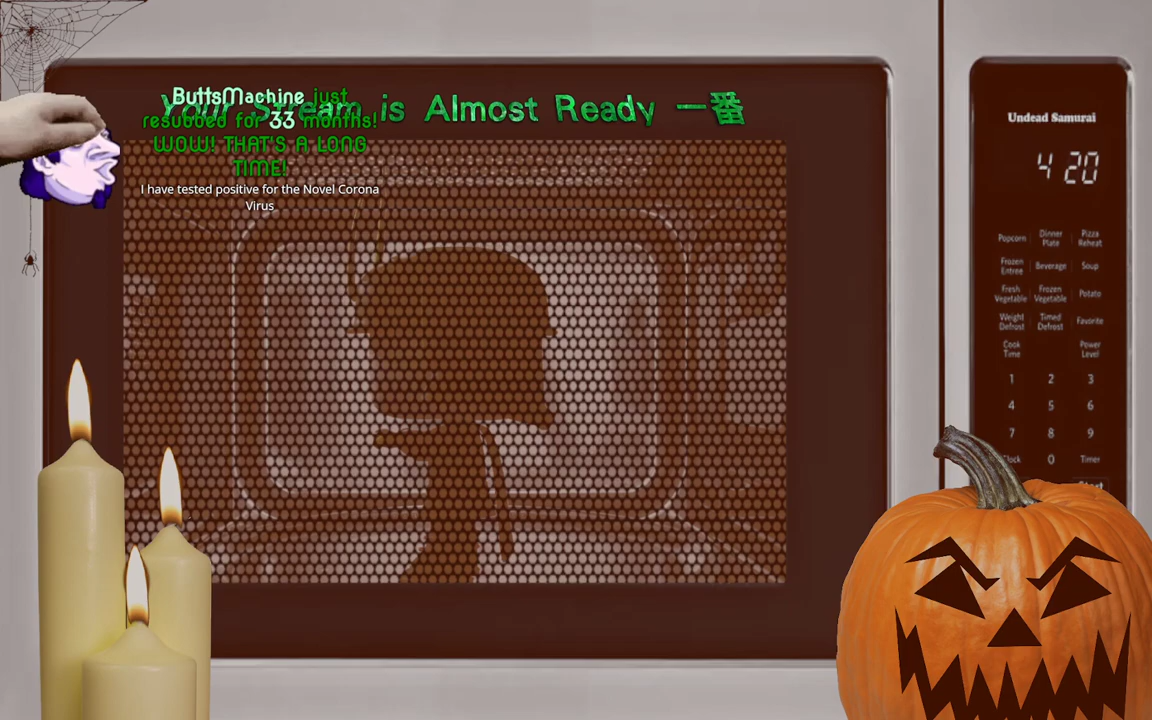 Your Stream is Almost Ready 一番
ButtsMachine just
resubbed for 33 months!
WOW! THAT'S A LONG
TIME!
I have tested positive for the Novel Corona
Virus
Undead Samurai
4 20
Popcorn Dinner Plate Pizza Reheat
Frozen Entree Beverage Soup
Fresh Vegetable Frozen Vegetable Potato
Weight Defrost Timed Defrost Favorite
Cook Time Power Level
1 2 3
4 5 6
7 8 9
Clock 0 Timer
Start